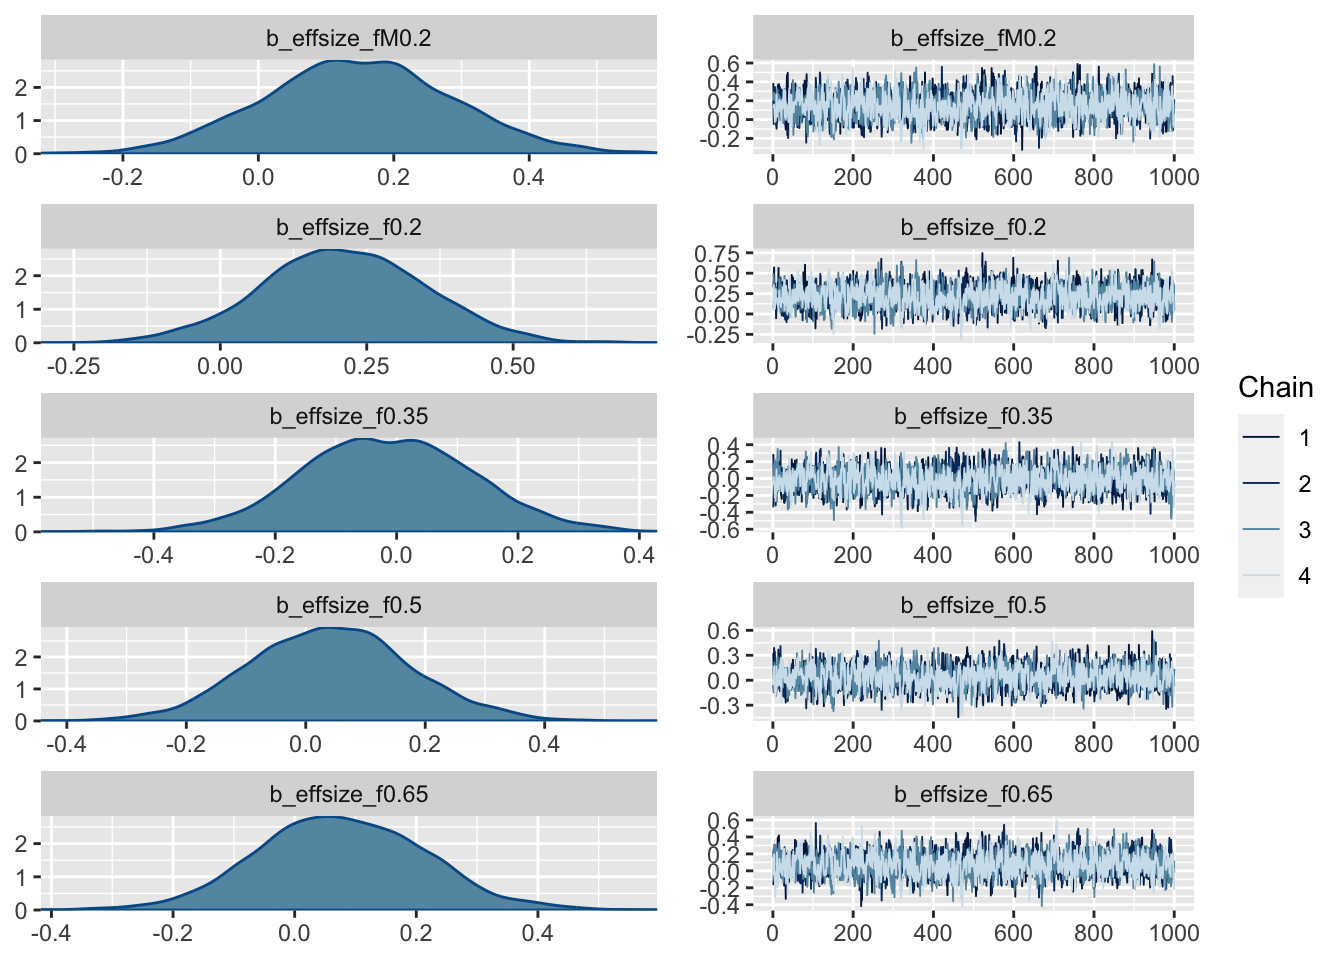 b_effsize_fM0.2
2
1
0
-0.2 0.0 0.2 0.4
b_effsize_fM0.2
0.6
0.4
0.2
0.0
-0.2
0 200 400 600 800 1000
b_effsize_f0.2
2
1
0
-0.25 0.00 0.25 0.50
b_effsize_f0.2
0.75
0.50
0.25
0.00
-0.25
0 200 400 600 800 1000
b_effsize_f0.35
2
1
0
-0.4 -0.2 0.0 0.2 0.4
b_effsize_f0.35
0.4
0.2
0.0
-0.2
-0.4
-0.6
0 200 400 600 800 1000
b_effsize_f0.5
2
1
0
-0.4 -0.2 0.0 0.2 0.4
b_effsize_f0.5
0.6
0.3
0.0
-0.3
0 200 400 600 800 1000
b_effsize_f0.65
2
1
0
-0.4 -0.2 0.0 0.2 0.4
b_effsize_f0.65
0.6
0.4
0.2
0.0
-0.2
-0.4
0 200 400 600 800 1000
Chain
1
2
3
4